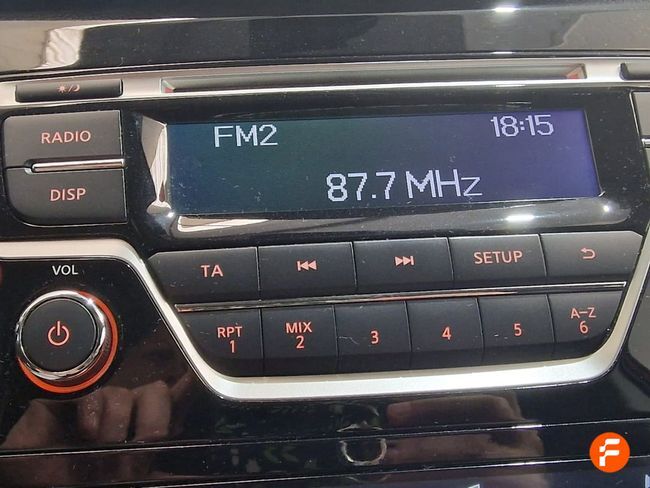 FM2 18:15
87.7 MHz
RADIO
DISP
VOL
TA SETUP
RPT MIX A-Z
1 2 3 4 5 6